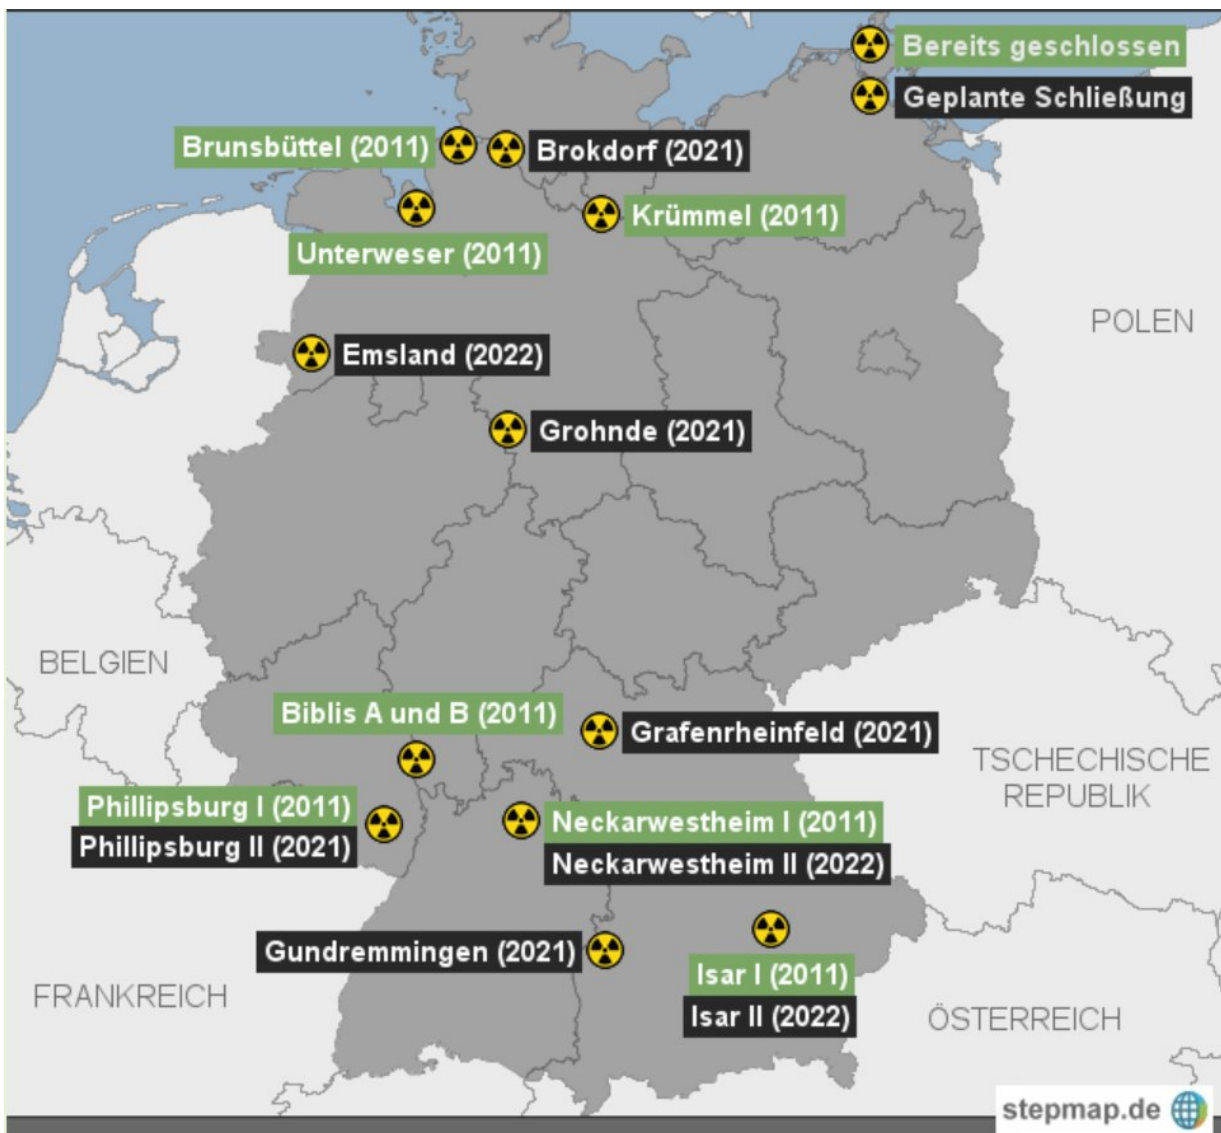 Bereits geschlossen
Geplante Schließung
Brunsbüttel (2011)
Brokdorf (2021)
Krümmel (2011)
Unterweser (2011)
POLEN
Emsland (2022)
Grohnde (2021)
BELGIEN
Biblis A und B (2011)
Grafenrheinfeld (2021)
TSCHECHISCHE
REPUBLIK
Phillipsburg I (2011)
Phillipsburg II (2021)
Neckarwestheim I (2011)
Neckarwestheim II (2022)
Gundremmingen (2021)
Isar I (2011)
Isar II (2022)
FRANKREICH
ÖSTERREICH
stepmap.de